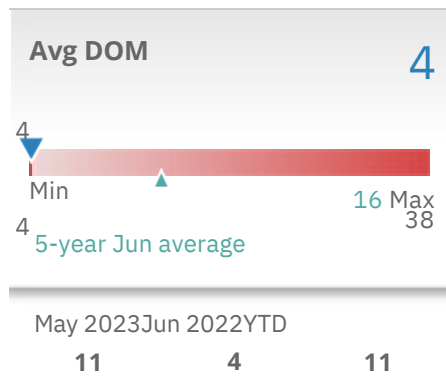 Avg DOM 4
4
Min
16 Max
4 38
5-year Jun average
May 2023Jun 2022YTD
11 4 11